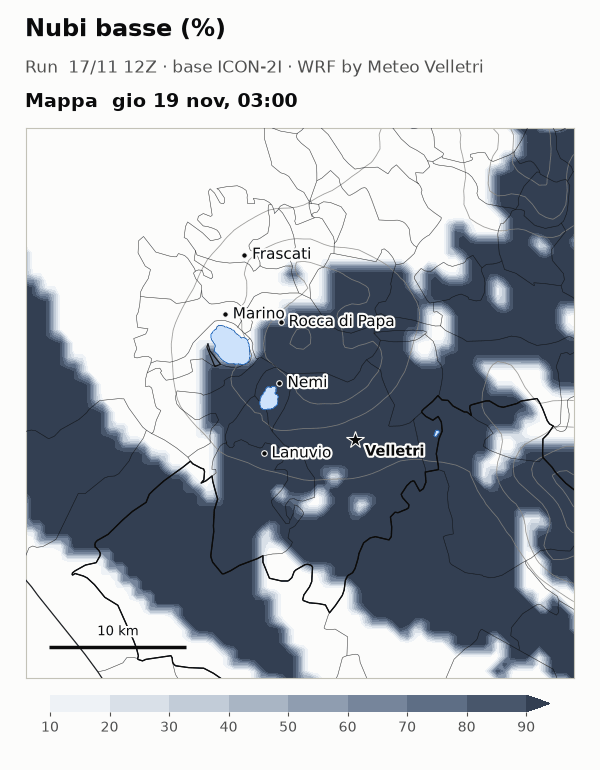 Nubi basse (%)
Run  17/11 12Z · base ICON-2I · WRF by Meteo Velletri
Mappa  gio 19 nov, 03:00
Frascati
Marino
Rocca di Papa
Nemi
Velletri
Lanuvio
10 km
10 20 30 40 50 60 70 80 90